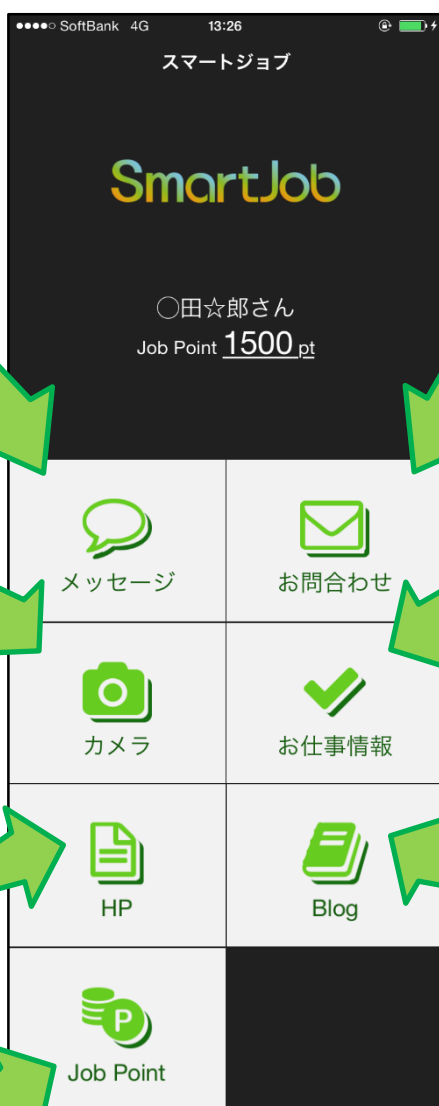 ●●●●○ SoftBank 4G 13:26
スマートジョブ
SmartJob
◯田☆郎さん
Job Point 1500 pt
メッセージ お問合わせ
カメラ お仕事情報
HP Blog
P
Job Point